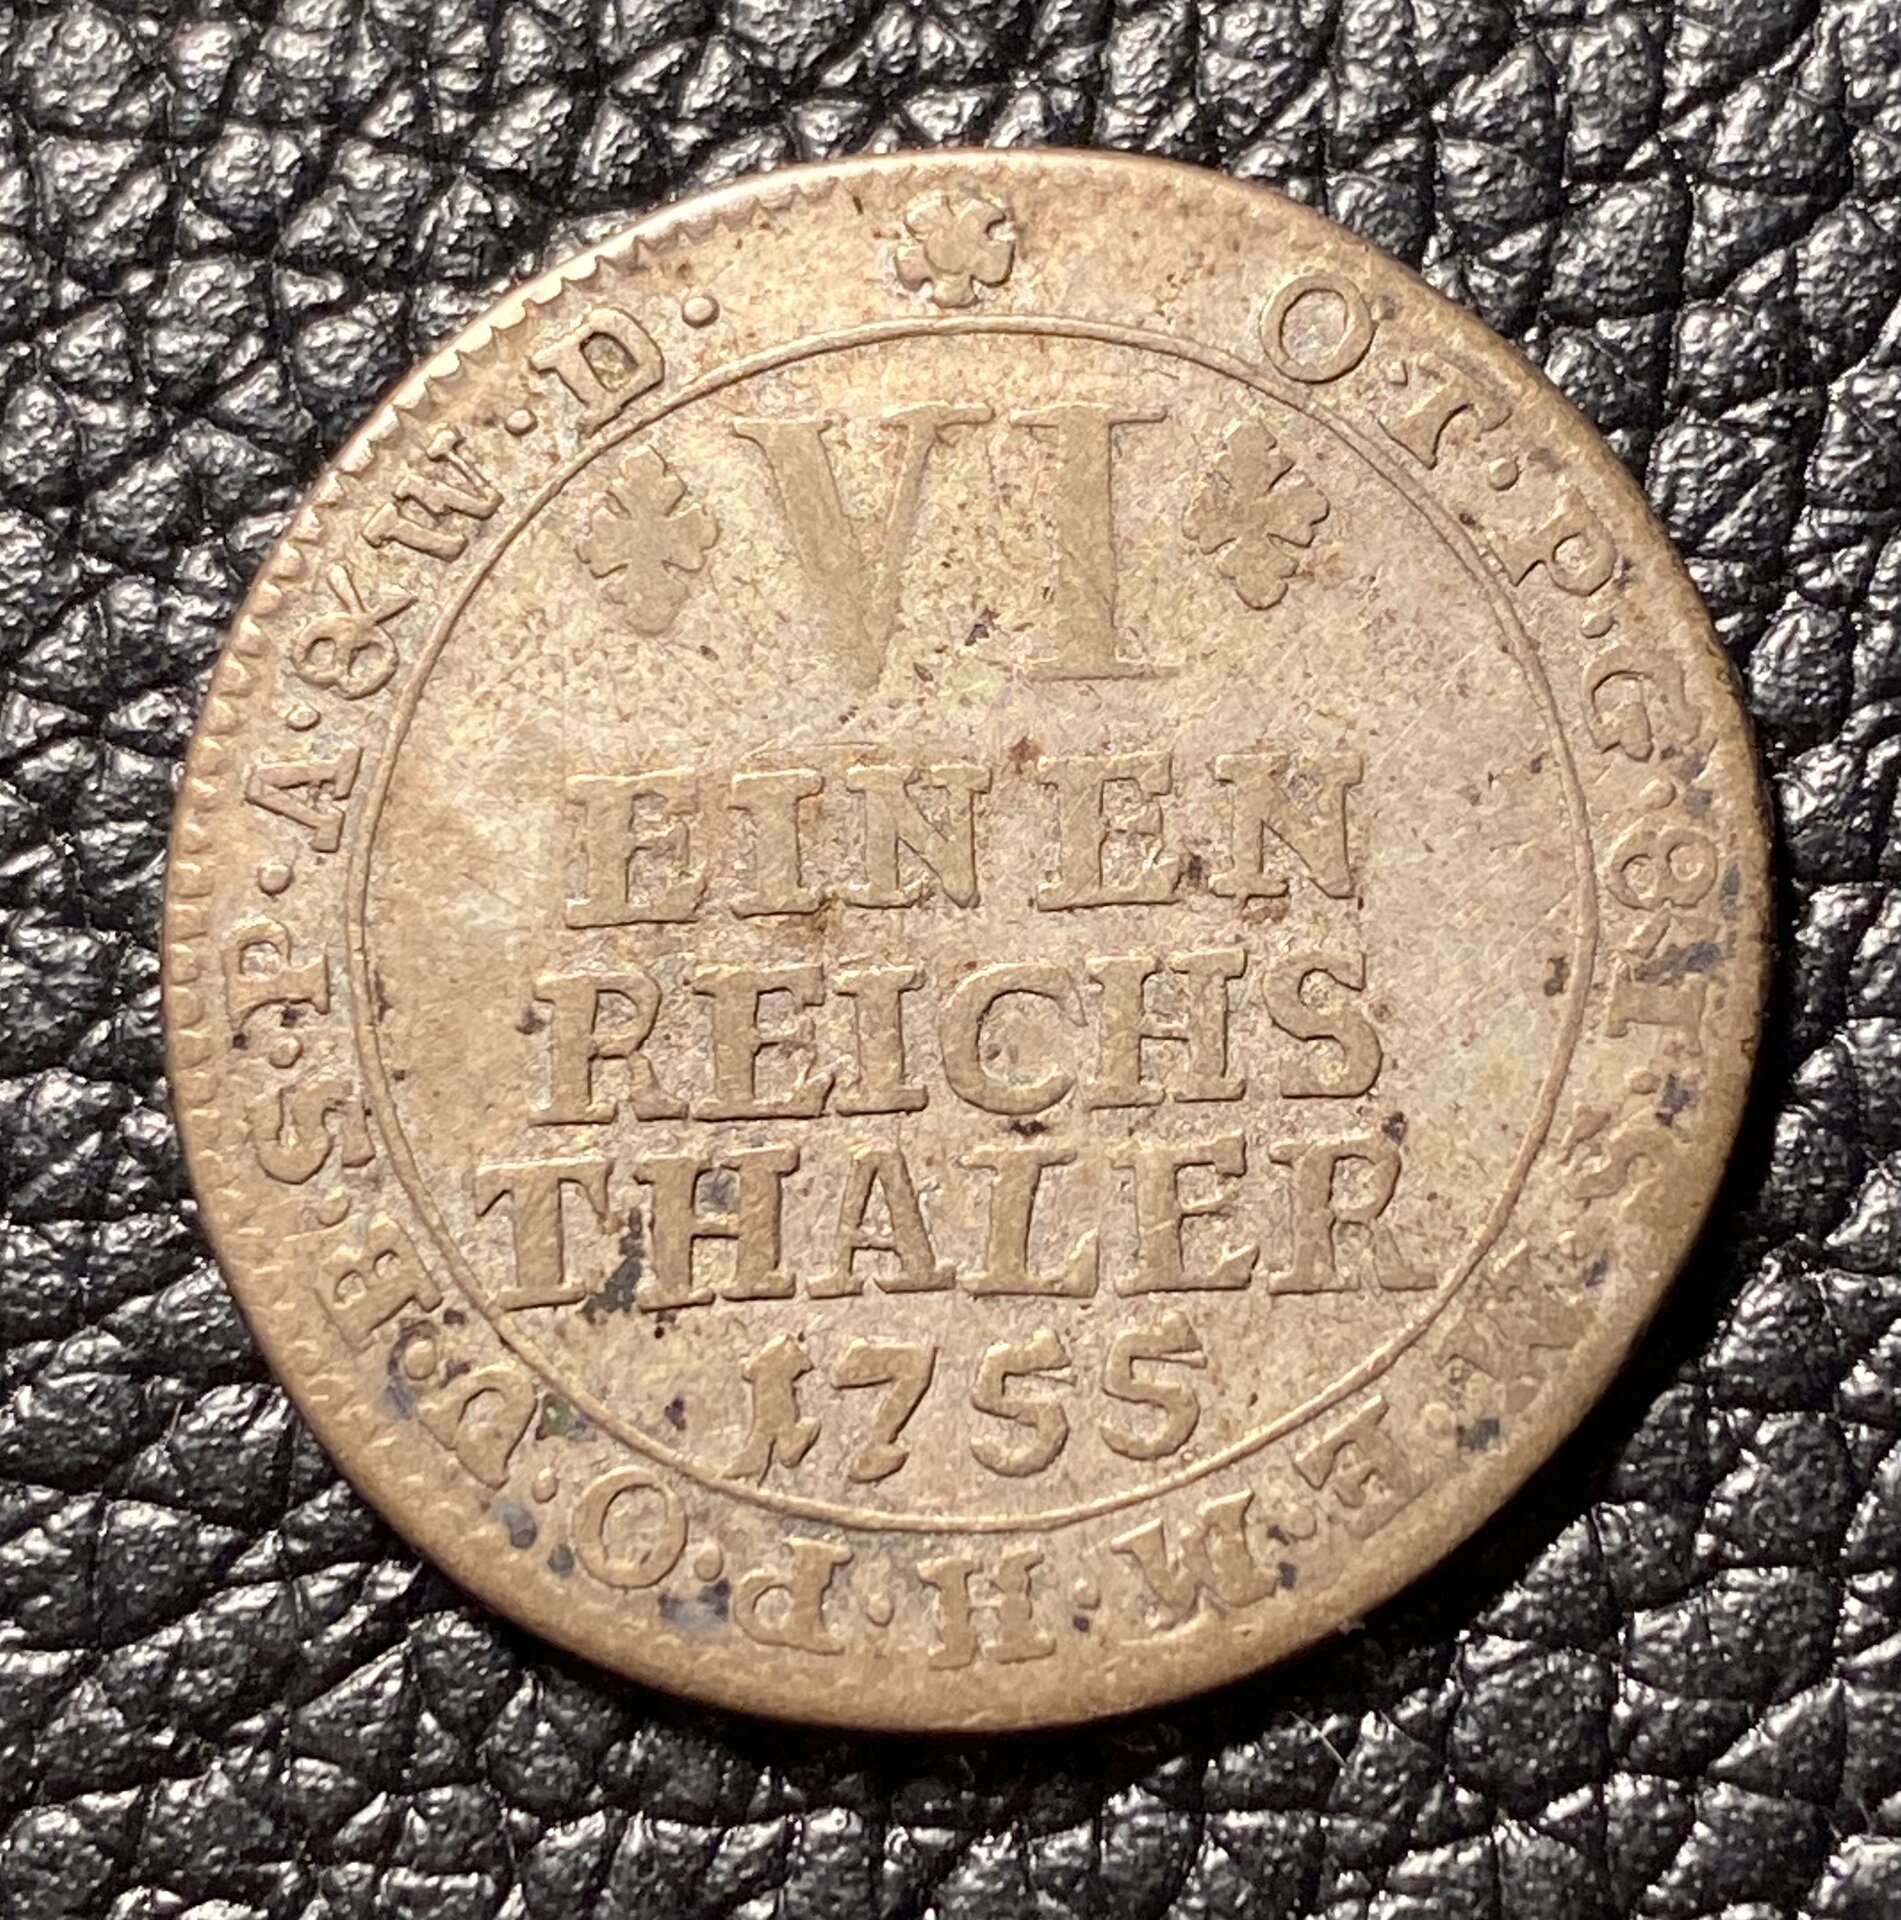 VI
EINEN
REICHS
THALER
1755
O·T·P·G·&·I·S·M·E·M·H·P·O·U·E·S·P·A·&·W·D·